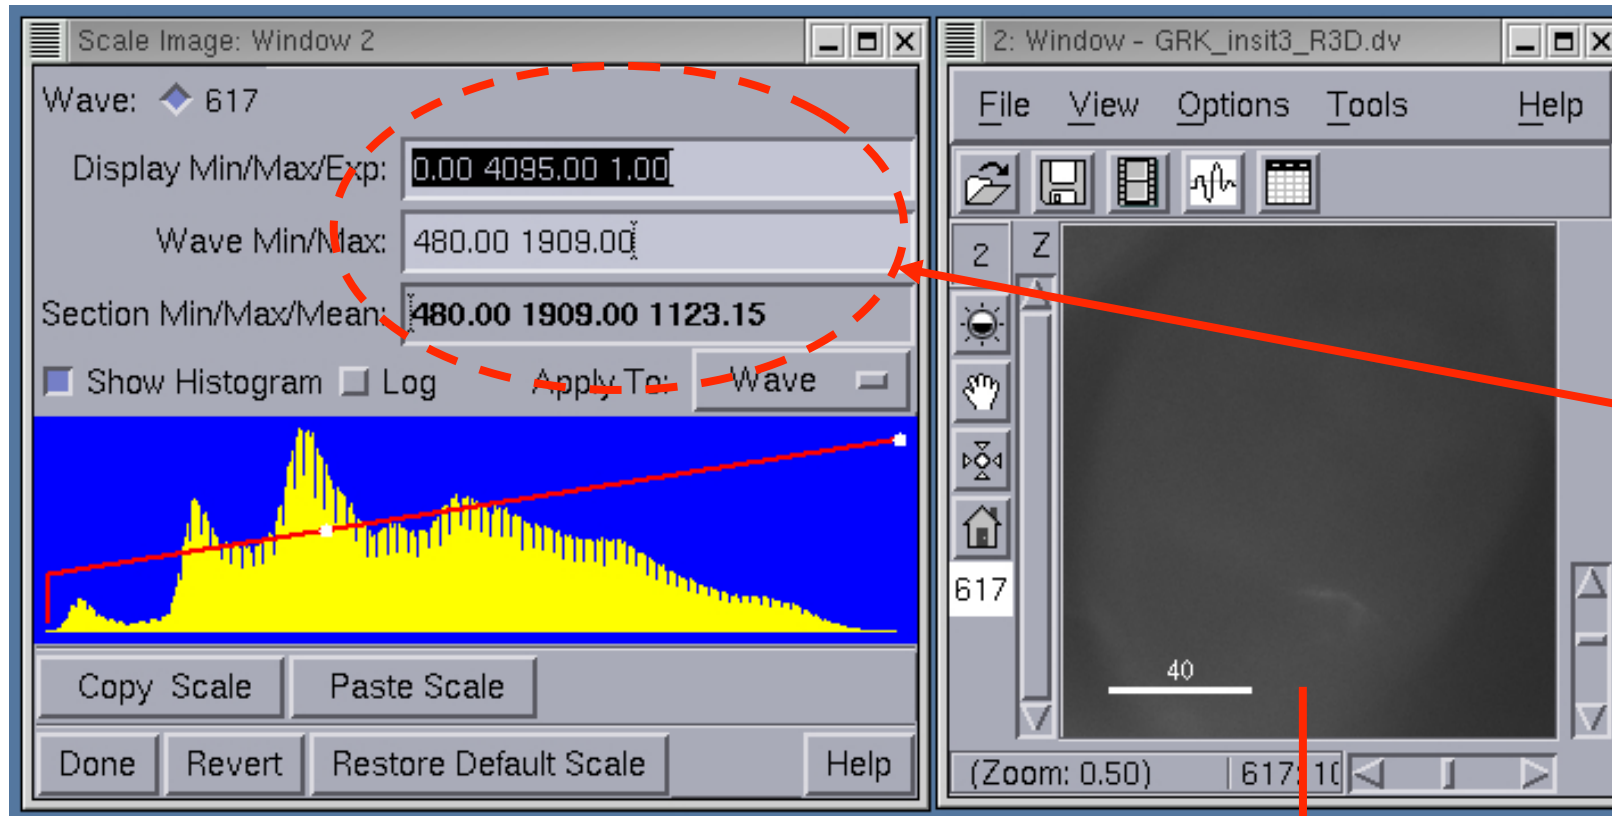 Scale Image: Window 2
Wave: 617
Display Min/Max/Exp: 0.00 4095.00 1.00
Wave Min/Max: 480.00 1909.00
Section Min/Max/Mean: 480.00 1909.00 1123.15
Show Histogram Log Apply To: Wave
Copy Scale Paste Scale
Done Revert Restore Default Scale Help
2: Window - GRK_insit3_R3D.dv
File View Options Tools Help
2 Z
617
40
(Zoom: 0.50) 617: 10